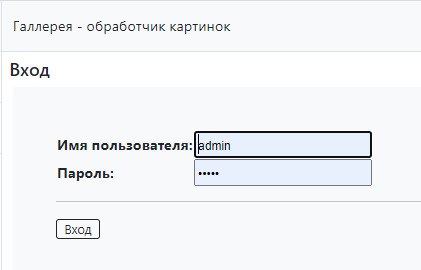 Галлерея - обработчик картинок
Вход
Имя пользователя: admin
Пароль: •••••
Вход